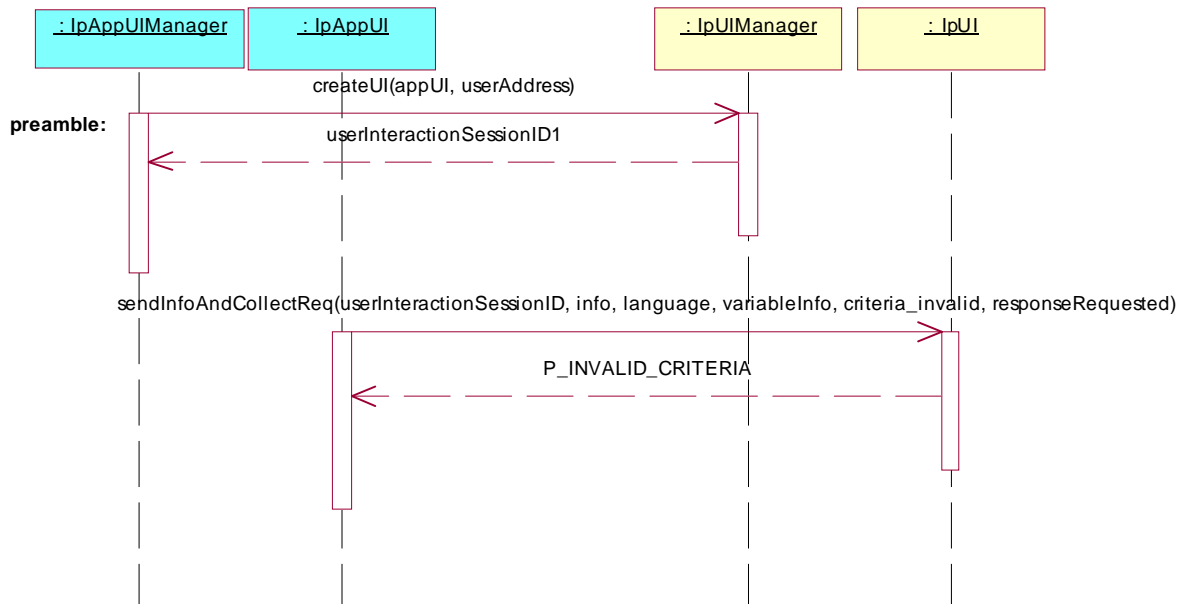 : IpAppUIManager
: IpAppUI
: IpUIManager
: IpUI
createUI(appUI, userAddress)
preamble:
userInteractionSessionID1
sendInfoAndCollectReq(userInteractionSessionID, info, language, variableInfo, criteria_invalid, responseRequested)
P_INVALID_CRITERIA